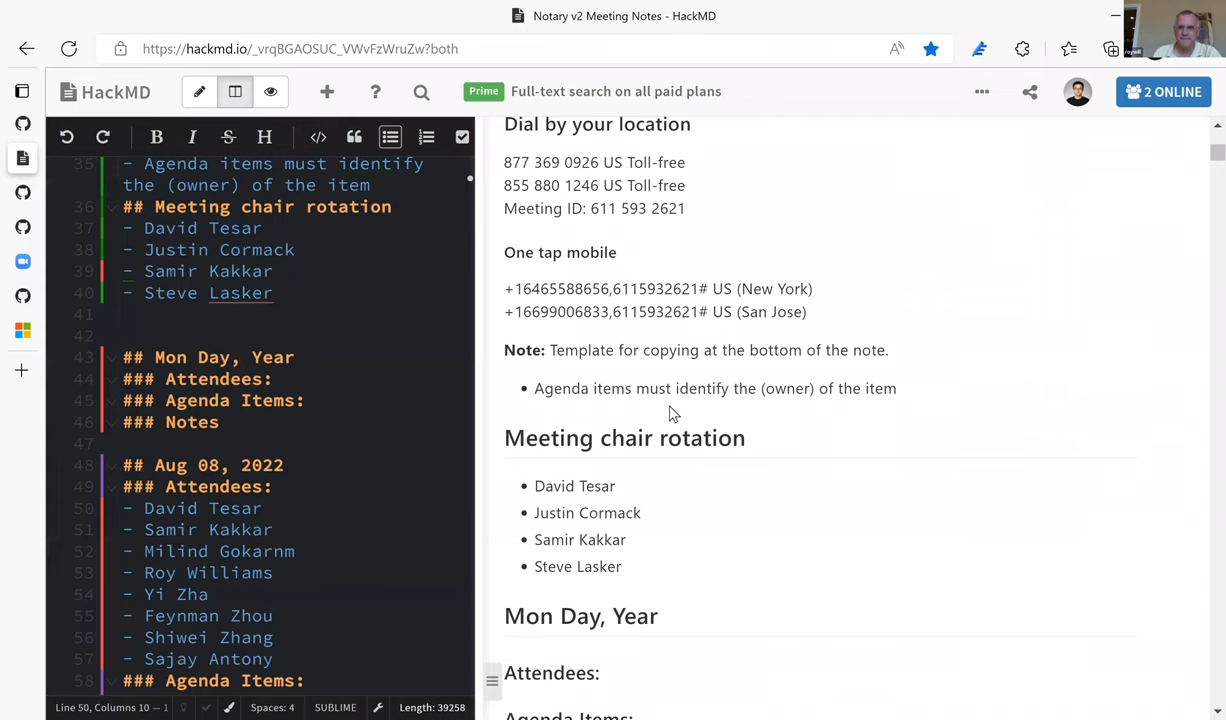 Notary v2 Meeting Notes - HackMD
https://hackmd.io/_vrqBGAOSUC_VWvFzWruZw?both
HackMD
Prime Full-text search on all paid plans
2 ONLINE
35 - Agenda items must identify
the (owner) of the item
36 ## Meeting chair rotation
37 - David Tesar
38 - Justin Cormack
39 - Samir Kakkar
40 - Steve Lasker
41
42
43 ## Mon Day, Year
44 ### Attendees:
45 ### Agenda Items:
46 ### Notes
47
48 ## Aug 08, 2022
49 ### Attendees:
50 - David Tesar
51 - Samir Kakkar
52 - Milind Gokarnm
53 - Roy Williams
54 - Yi Zha
55 - Feynman Zhou
56 - Shiwei Zhang
57 - Sajay Antony
58 ### Agenda Items:
Line 50, Columns 10 — 1
Spaces: 4
SUBLIME
Length: 39258
Dial by your location
877 369 0926 US Toll-free
855 880 1246 US Toll-free
Meeting ID: 611 593 2621
One tap mobile
+16465588656,6115932621# US (New York)
+16699006833,6115932621# US (San Jose)
Note: Template for copying at the bottom of the note.
• Agenda items must identify the (owner) of the item
Meeting chair rotation
• David Tesar
• Justin Cormack
• Samir Kakkar
• Steve Lasker
Mon Day, Year
Attendees:
Agenda Items: